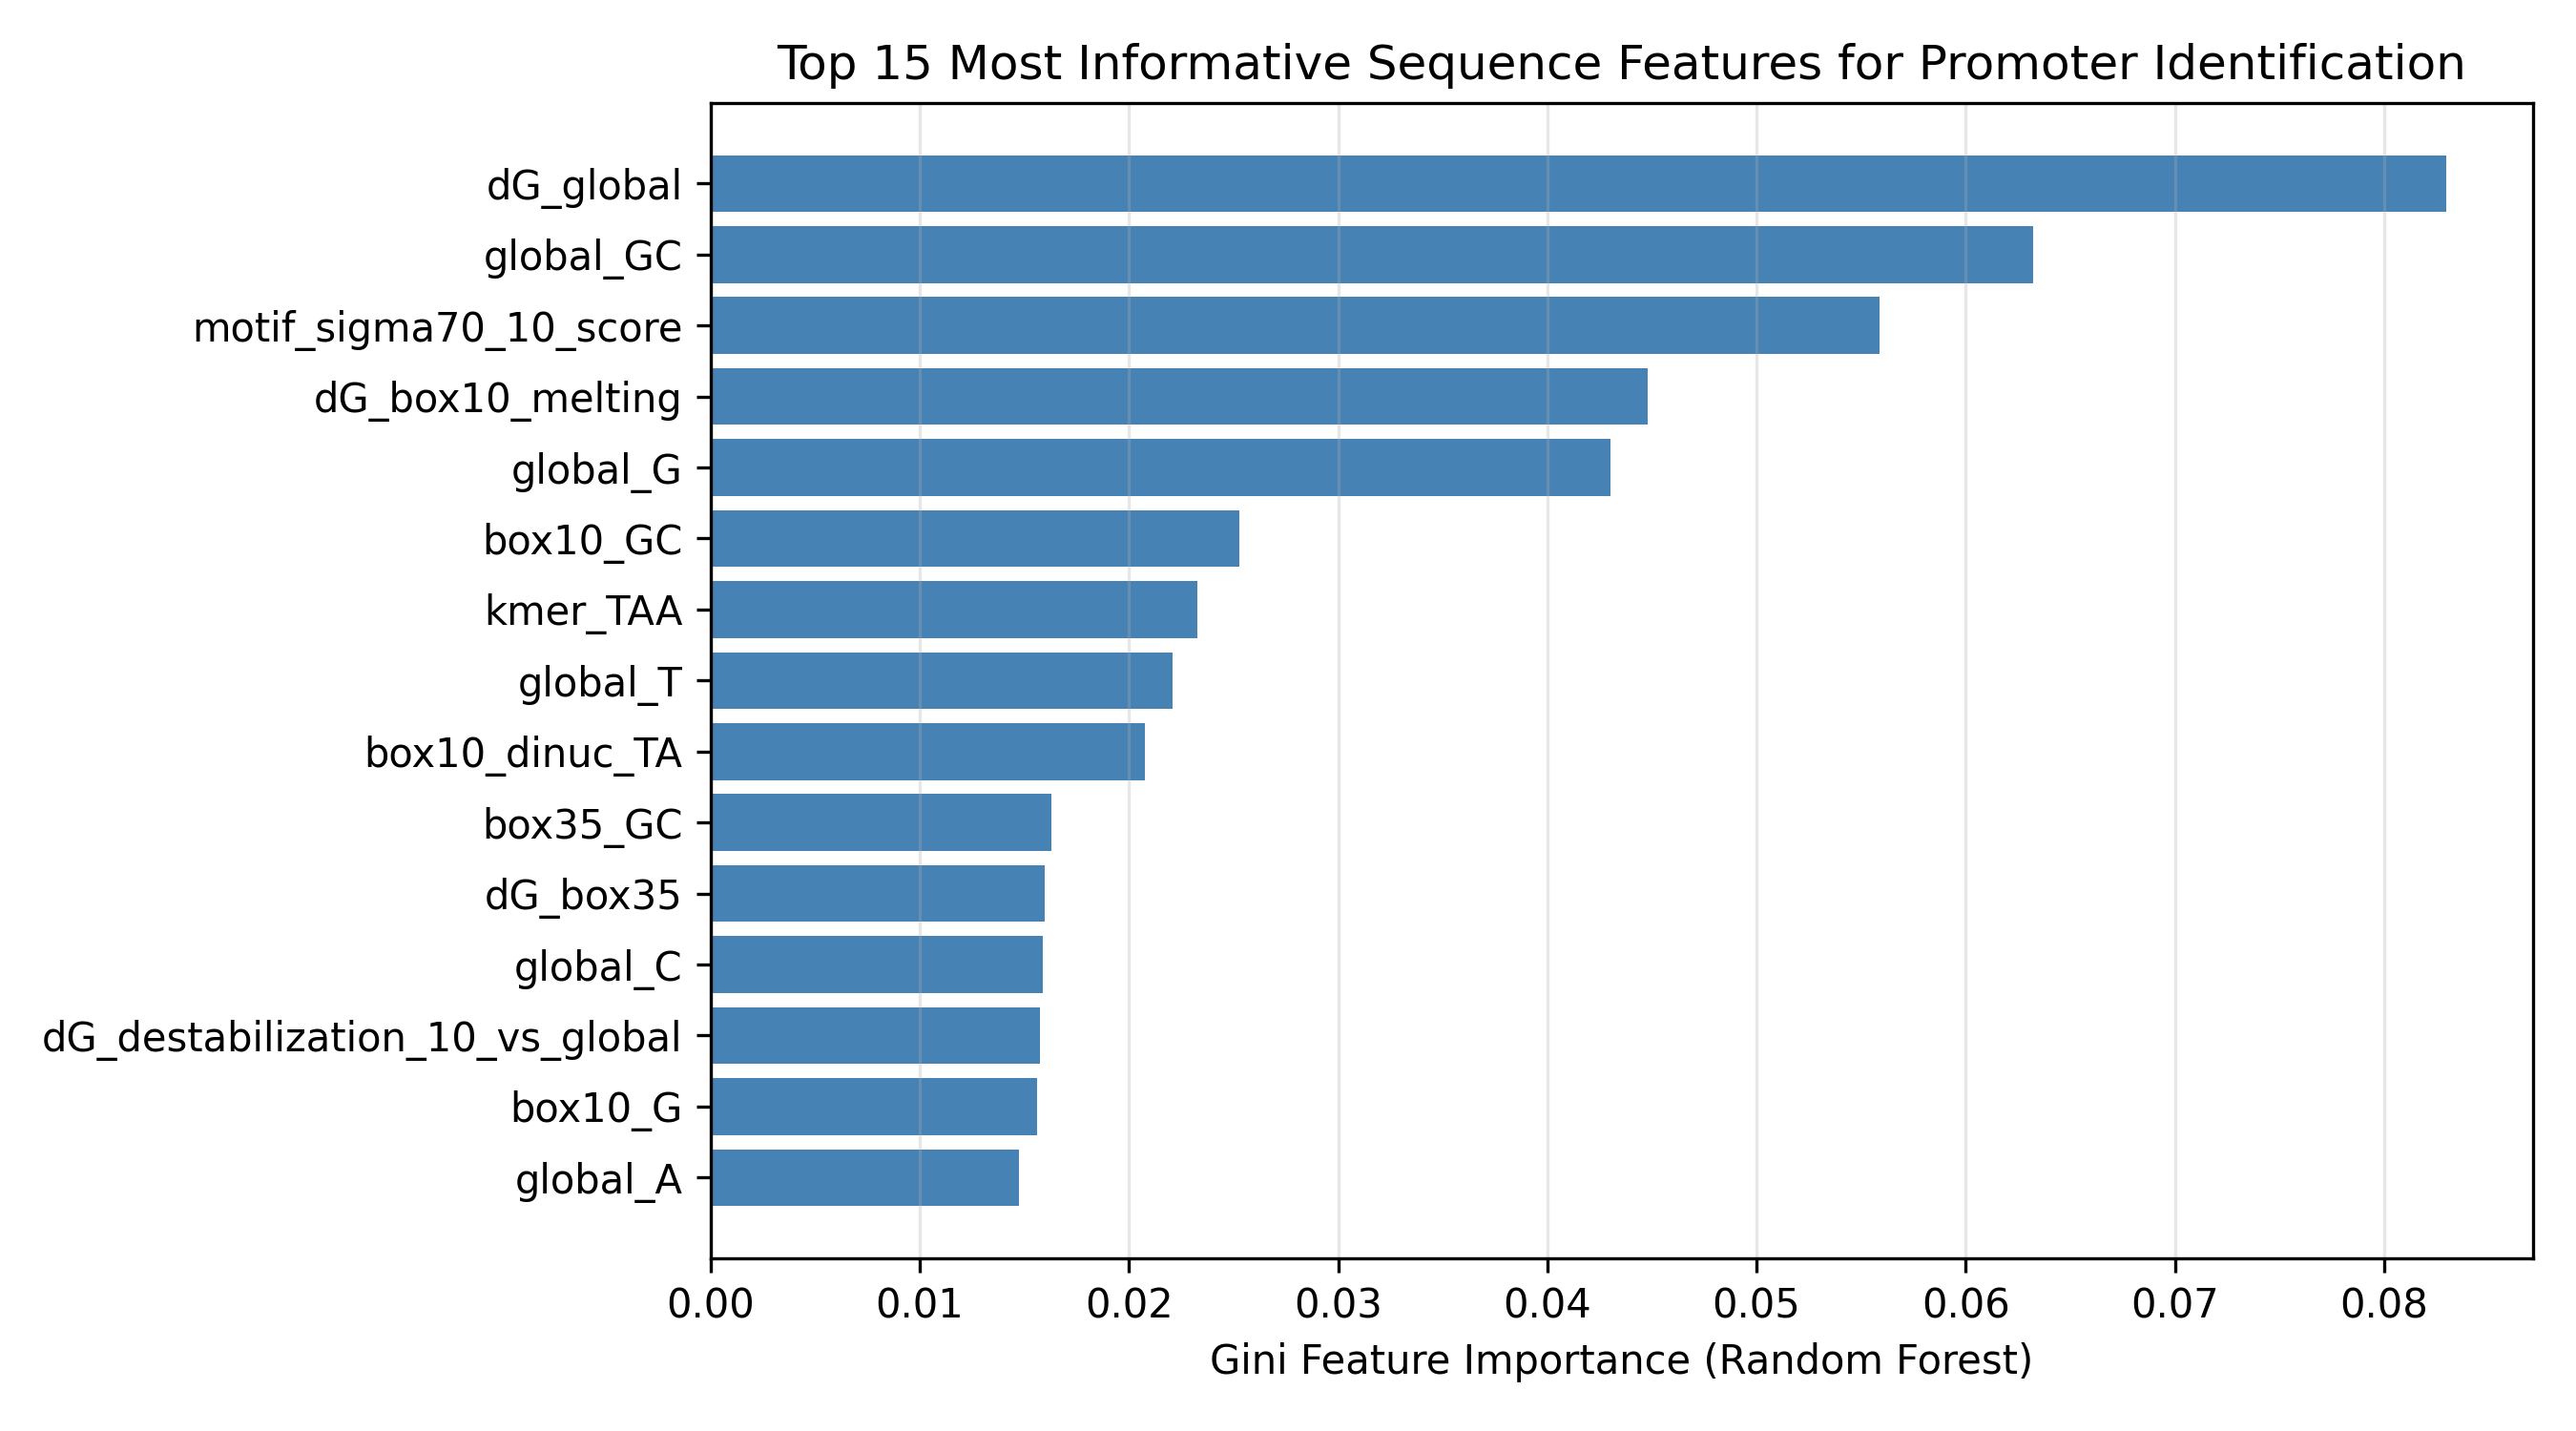 Top 15 Most Informative Sequence Features for Promoter Identification
dG_global
global_GC
motif_sigma70_10_score
dG_box10_melting
global_G
box10_GC
kmer_TAA
global_T
box10_dinuc_TA
box35_GC
dG_box35
global_C
dG_destabilization_10_vs_global
box10_G
global_A
0.00 0.01 0.02 0.03 0.04 0.05 0.06 0.07 0.08
Gini Feature Importance (Random Forest)